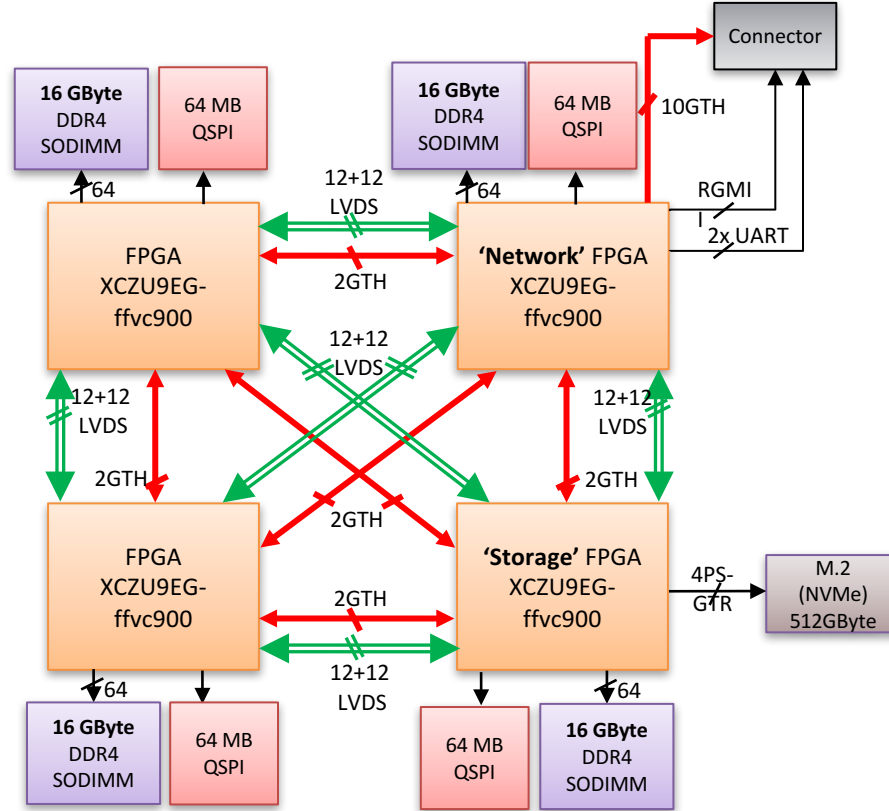 Connector
16 GByte
DDR4
SODIMM
64 MB
QSPI
16 GByte
DDR4
SODIMM
64 MB
QSPI
10GTH
64
12+12
LVDS
64
RGMI
I
2x UART
FPGA
XCZU9EG-
ffvc900
2GTH
'Network' FPGA
XCZU9EG-
ffvc900
12+12
LVDS
12+12
LVDS
12+12
LVDS
2GTH
2GTH
2GTH
FPGA
XCZU9EG-
ffvc900
'Storage' FPGA
XCZU9EG-
ffvc900
4PS-
GTR
M.2
(NVMe)
512GByte
2GTH
12+12
LVDS
64
64
16 GByte
DDR4
SODIMM
64 MB
QSPI
64 MB
QSPI
16 GByte
DDR4
SODIMM